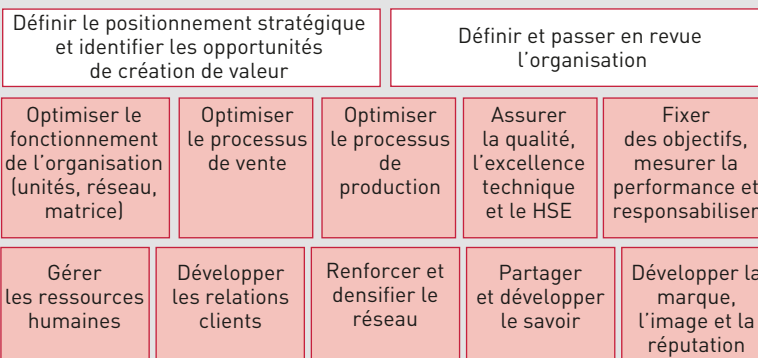 Définir le positionnement stratégique
et identifier les opportunités
de création de valeur
Définir et passer en revue
l'organisation
Optimiser le
fonctionnement
de l'organisation
(unités, réseau,
matrice)
Optimiser
le processus
de vente
Optimiser
le processus
de
production
Assurer
la qualité,
l'excellence
technique
et le HSE
Fixer
des objectifs,
mesurer la
performance et
responsabiliser
Gérer
les ressources
humaines
Développer
les relations
clients
Renforcer et
densifier le
réseau
Partager
et développer
le savoir
Développer la
marque,
l'image et la
réputation